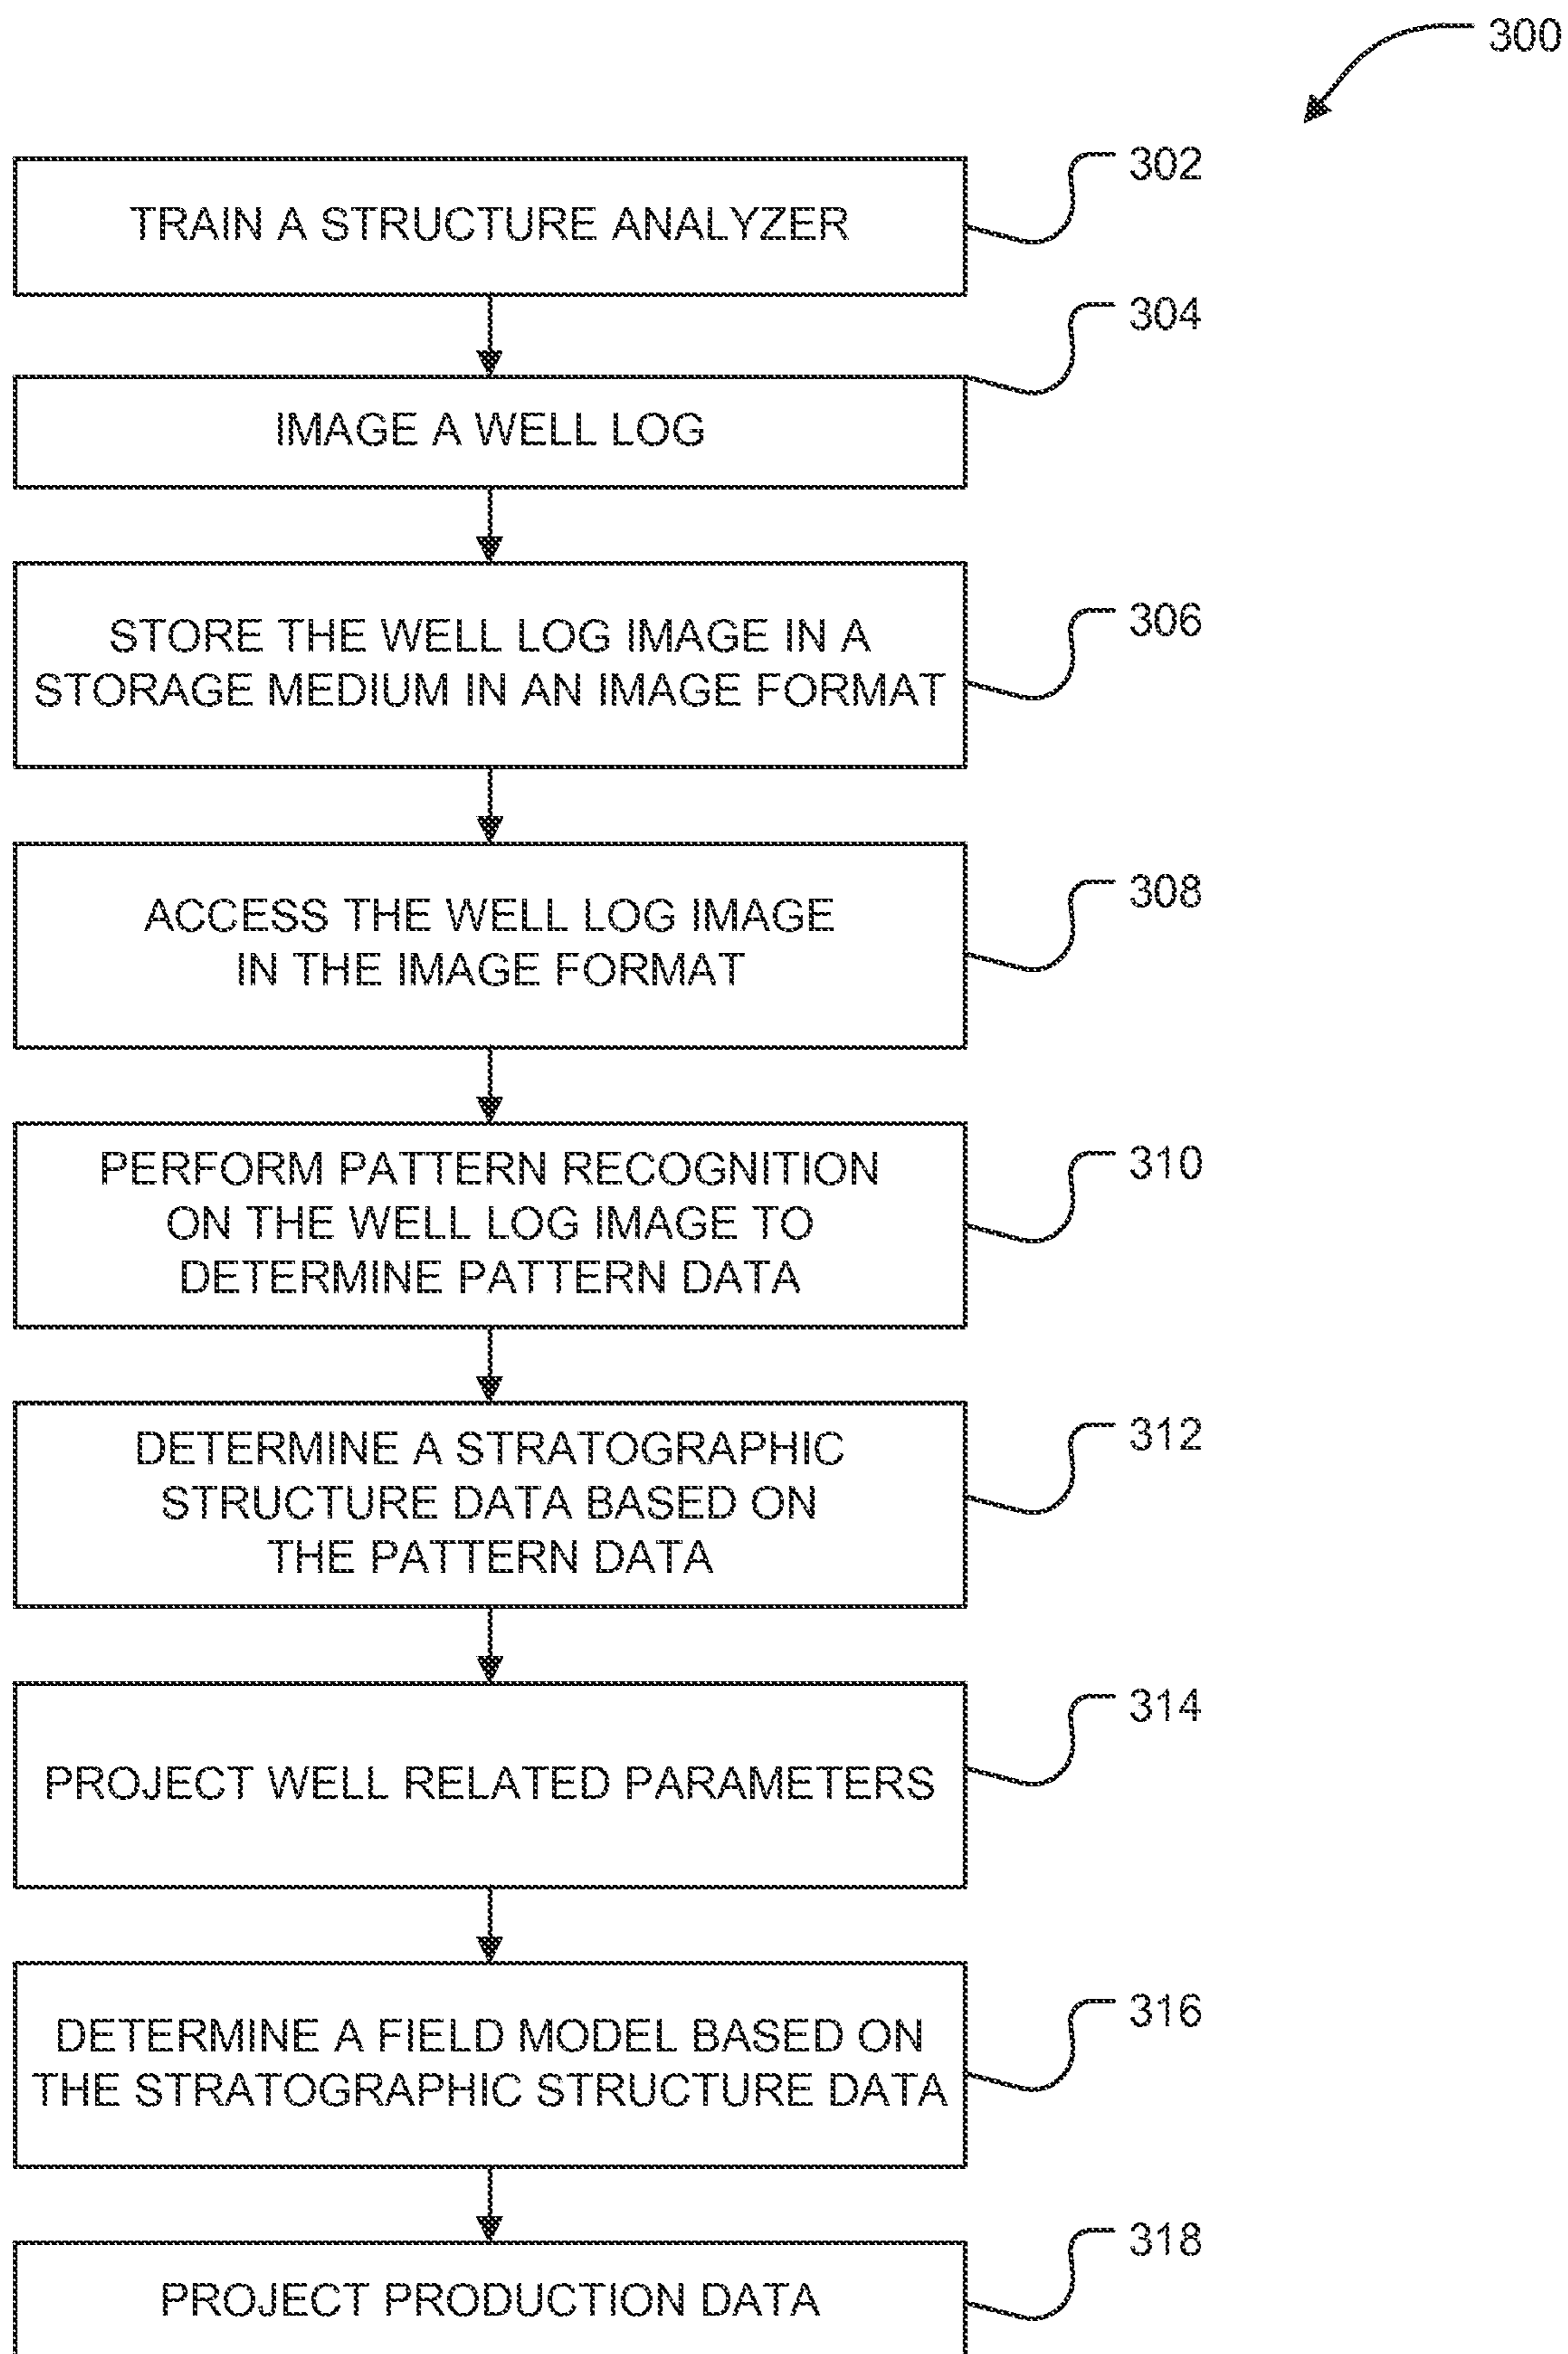 300
302
TRAIN A STRUCTURE ANALYZER
304
IMAGE A WELL LOG
306
STORE THE WELL LOG IMAGE IN A
STORAGE MEDIUM IN AN IMAGE FORMAT
308
ACCESS THE WELL LOG IMAGE
IN THE IMAGE FORMAT
310
PERFORM PATTERN RECOGNITION
ON THE WELL LOG IMAGE TO
DETERMINE PATTERN DATA
312
DETERMINE A STRATOGRAPHIC
STRUCTURE DATA BASED ON
THE PATTERN DATA
314
PROJECT WELL RELATED PARAMETERS
316
DETERMINE A FIELD MODEL BASED ON
THE STRATOGRAPHIC STRUCTURE DATA
318
PROJECT PRODUCTION DATA